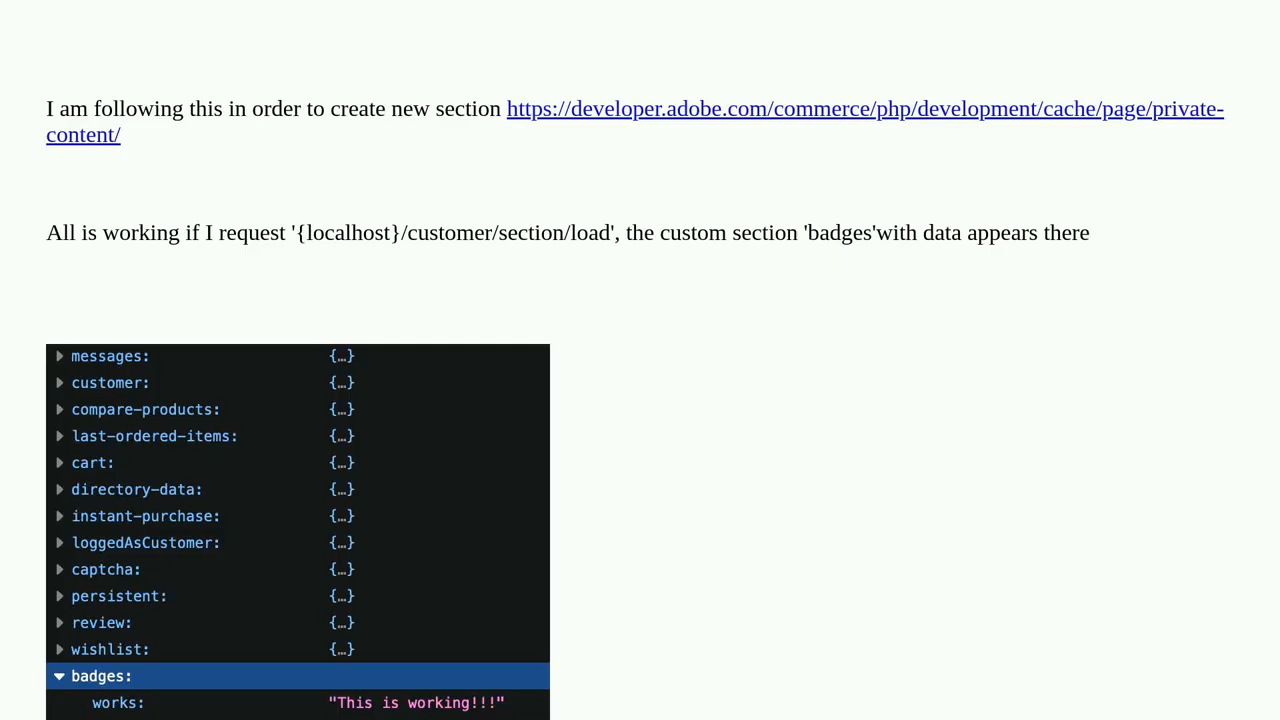 I am following this in order to create new section https://developer.adobe.com/commerce/php/development/cache/page/private-
content/
All is working if I request '{localhost}/customer/section/load', the custom section 'badges'with data appears there
messages: {…}
customer: {…}
compare-products: {…}
last-ordered-items: {…}
cart: {…}
directory-data: {…}
instant-purchase: {…}
loggedAsCustomer: {…}
captcha: {…}
persistent: {…}
review: {…}
wishlist: {…}
badges:
works: "This is working!!!"